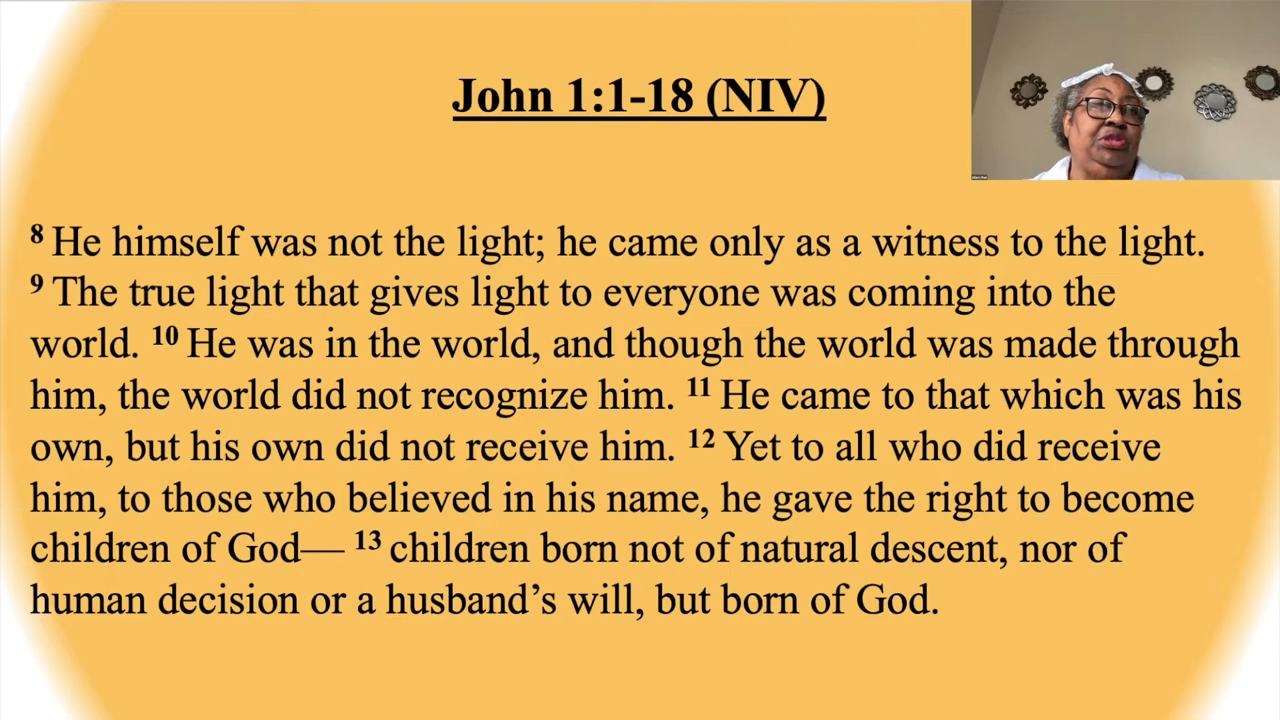 John 1:1-18 (NIV)
8 He himself was not the light; he came only as a witness to the light.
9 The true light that gives light to everyone was coming into the
world. 10 He was in the world, and though the world was made through
him, the world did not recognize him. 11 He came to that which was his
own, but his own did not receive him. 12 Yet to all who did receive
him, to those who believed in his name, he gave the right to become
children of God— 13 children born not of natural descent, nor of
human decision or a husband’s will, but born of God.